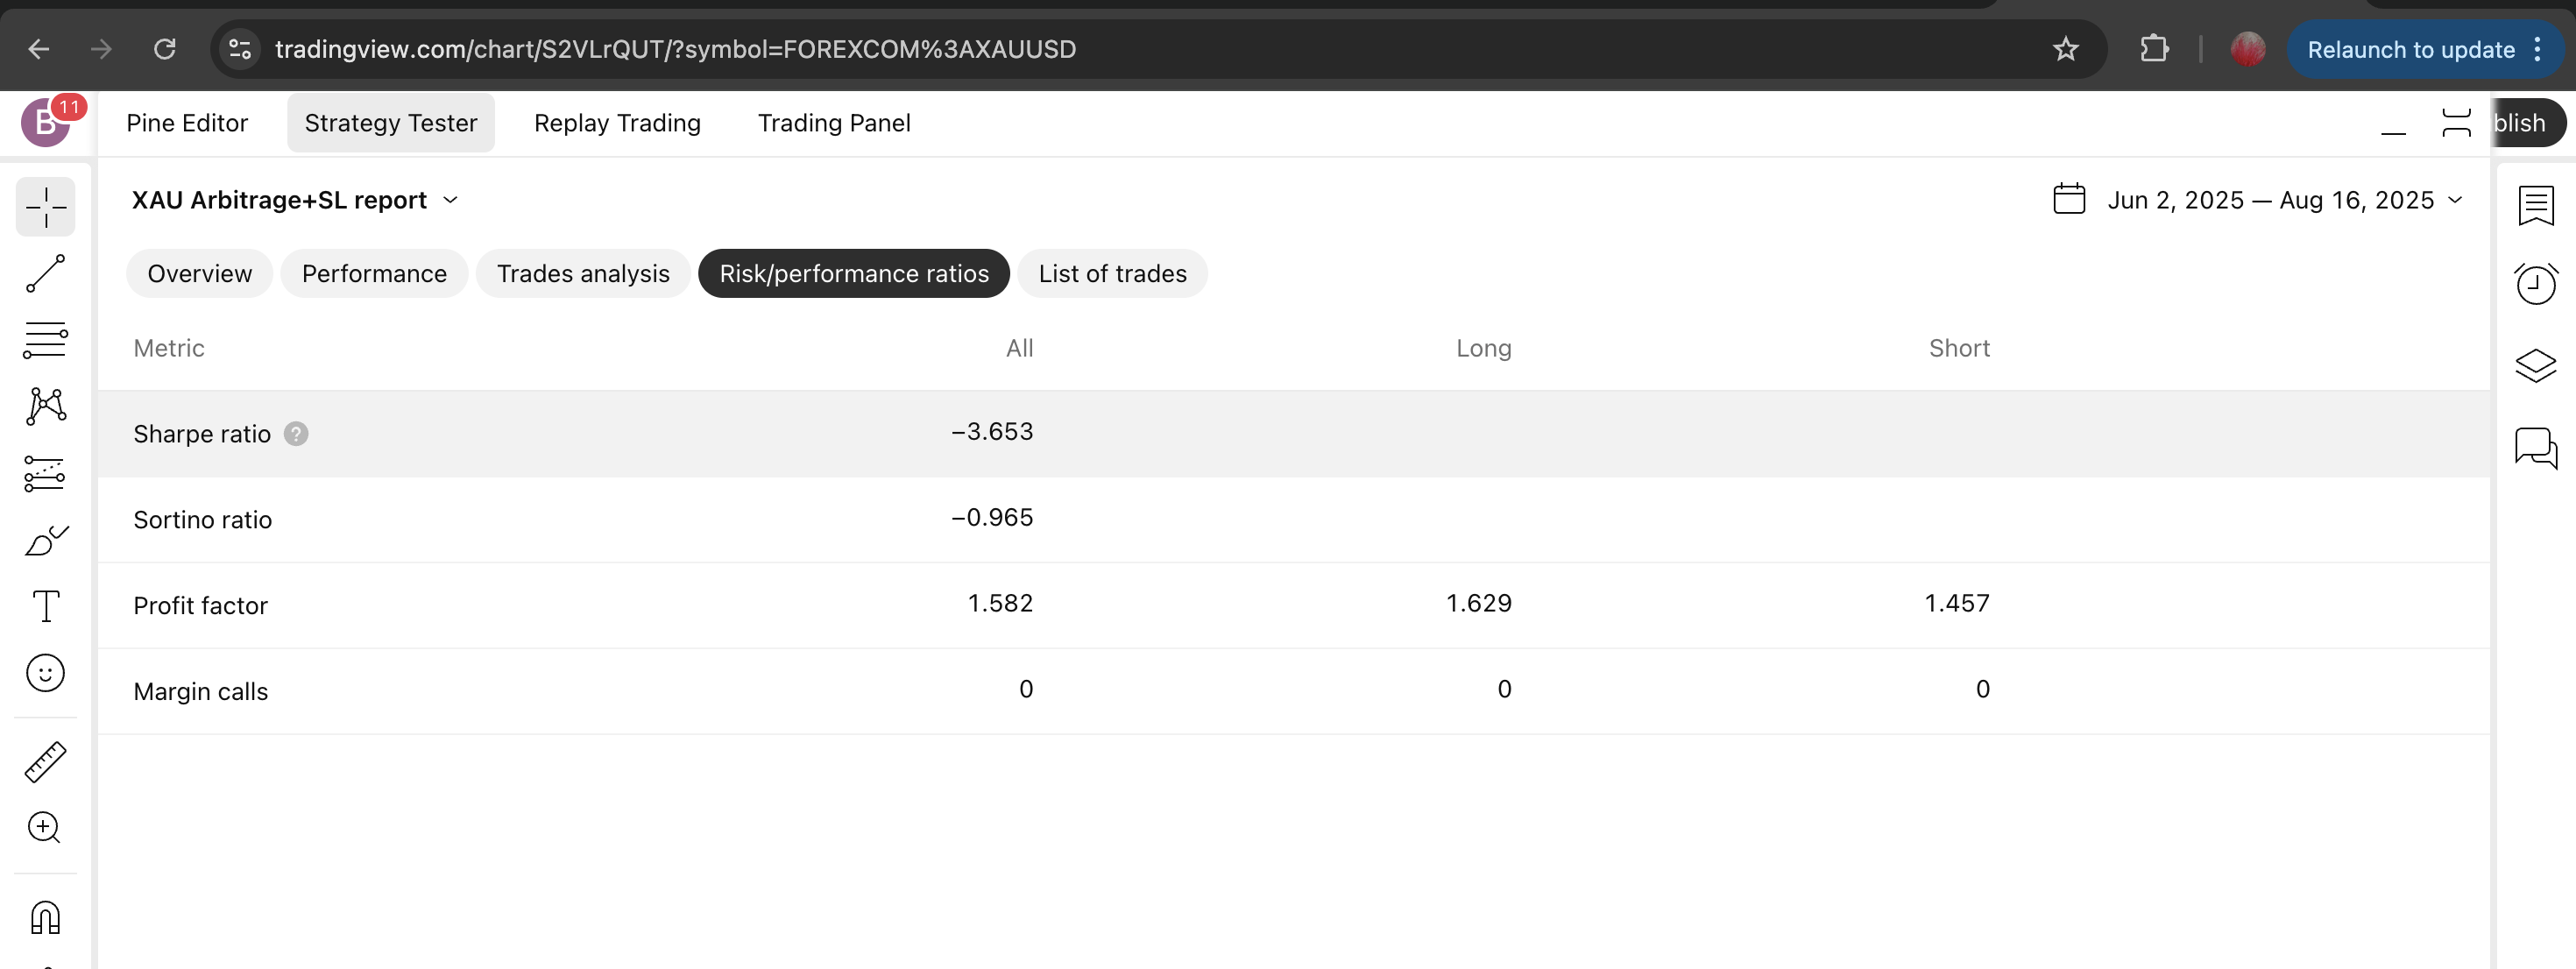 tradingview.com/chart/S2VLrQUT/?symbol=FOREXCOM%3AXAUUSD
Relaunch to update
B 11
Pine Editor Strategy Tester Replay Trading Trading Panel blish
XAU Arbitrage+SL report Jun 2, 2025 — Aug 16, 2025
Overview Performance Trades analysis Risk/performance ratios List of trades
Metric All Long Short
Sharpe ratio ? −3.653
Sortino ratio −0.965
Profit factor 1.582 1.629 1.457
Margin calls 0 0 0